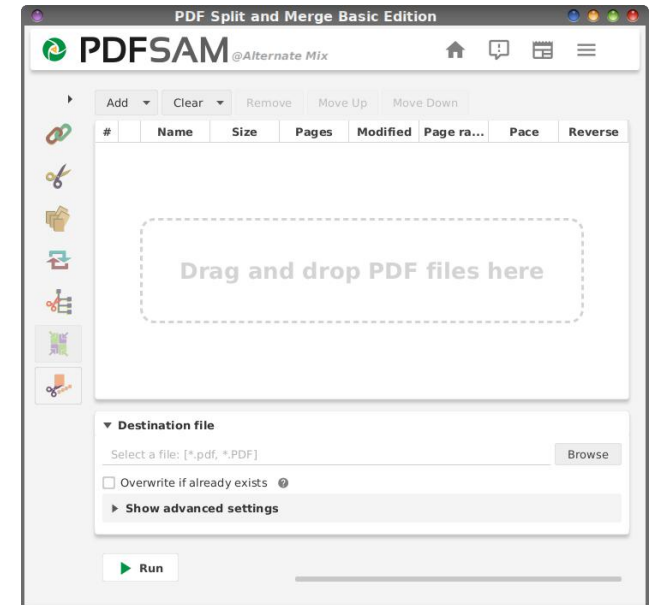 PDF Split and Merge Basic Edition
PDFSAM @Alternate Mix
Add Clear Remove Move Up Move Down
# Name Size Pages Modified Page ra... Pace Reverse
Drag and drop PDF files here
Destination file
Select a file: [*.pdf, *.PDF]
Browse
Overwrite if already exists
Show advanced settings
Run